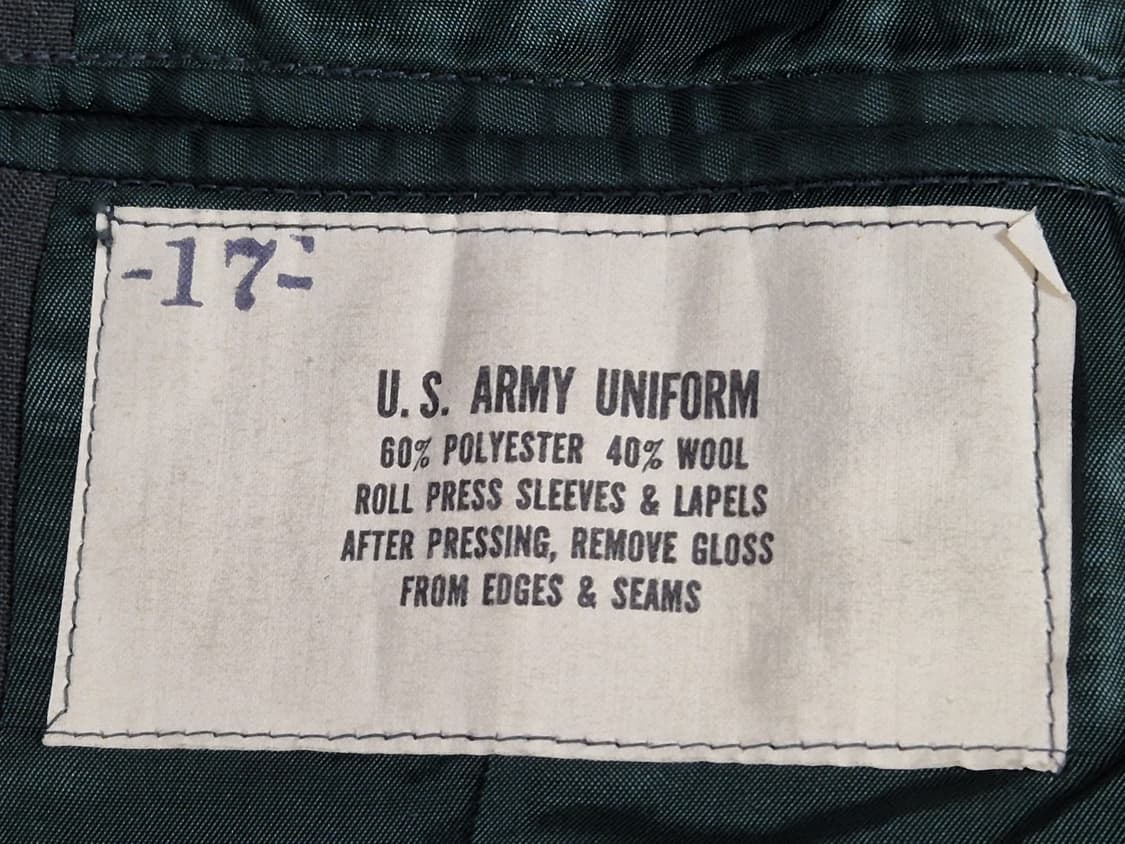 -17-
U. S. ARMY UNIFORM
60% POLYESTER 40% WOOL
ROLL PRESS SLEEVES & LAPELS
AFTER PRESSING, REMOVE GLOSS
FROM EDGES & SEAMS